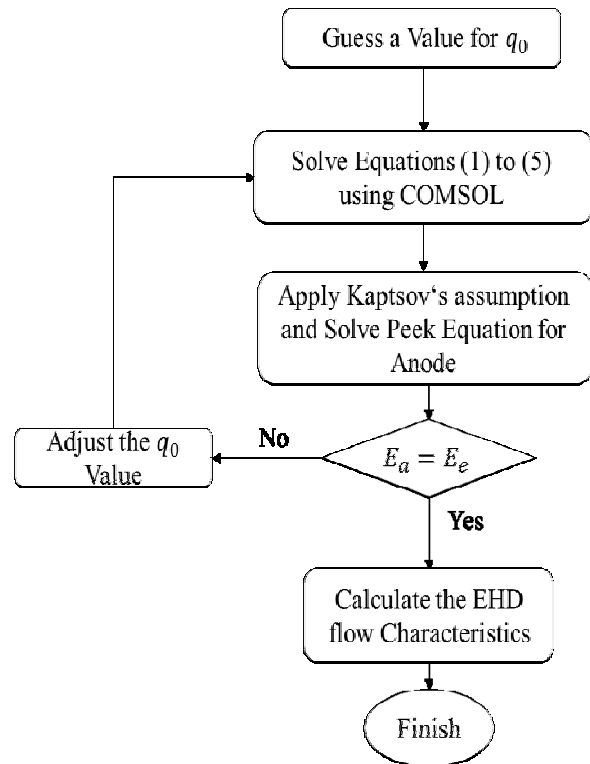 Guess a Value for q₀
Solve Equations (1) to (5)
using COMSOL
Apply Kaptsov‘s assumption
and Solve Peek Equation for
Anode
Eₐ = Eₑ
No
Adjust the q₀
Value
Yes
Calculate the EHD
flow Characteristics
Finish